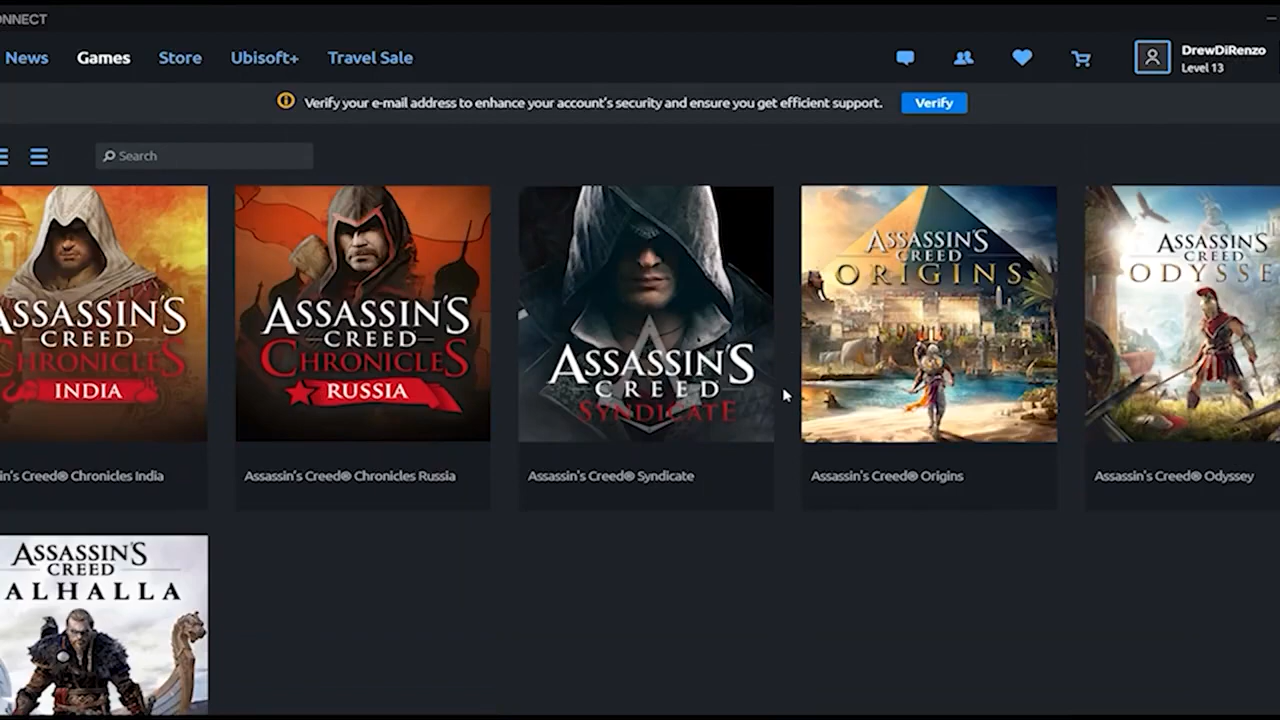 ONNECT
News Games Store Ubisoft+ Travel Sale
DrewDiRenzo
Level 13
Verify your e-mail address to enhance your account's security and ensure you get efficient support. Verify
Search
ASSASSIN'S
CREED
CHRONICLES
INDIA
ASSASSIN'S
CREED
CHRONICLES
RUSSIA
ASSASSIN'S
CREED
SYNDICATE
ASSASSIN'S
CREED
ORIGINS
ASSASSIN'S
CREED
ODYSSE
in's Creed® Chronicles India
Assassin's Creed® Chronicles Russia
Assassin's Creed® Syndicate
Assassin's Creed® Origins
Assassin's Creed® Odyssey
ASSASSIN'S
CREED
ALHALLA